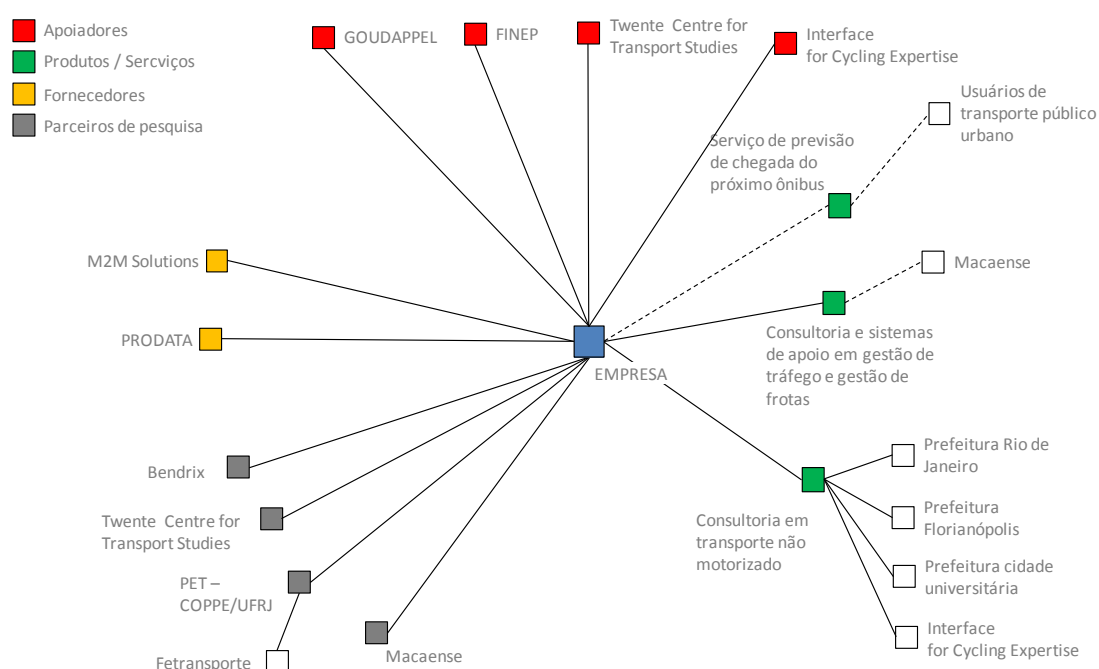 Apoiadores
Produtos / Sercviços
Fornecedores
Parceiros de pesquisa
GOUDAPPEL
FINEP
Twente Centre for
Transport Studies
Interface
for Cycling Expertise
Usuários de
transporte público
urbano
Serviço de previsão
de chegada do
próximo ônibus
M2M Solutions
Macaense
PRODATA
EMPRESA
Consultoria e sistemas
de apoio em gestão de
tráfego e gestão de
frotas
Bendrix
Twente Centre for
Transport Studies
PET –
COPPE/UFRJ
Fetransporte
Macaense
Consultoria em
transporte não
motorizado
Prefeitura Rio de
Janeiro
Prefeitura
Florianópolis
Prefeitura cidade
universitária
Interface
for Cycling Expertise